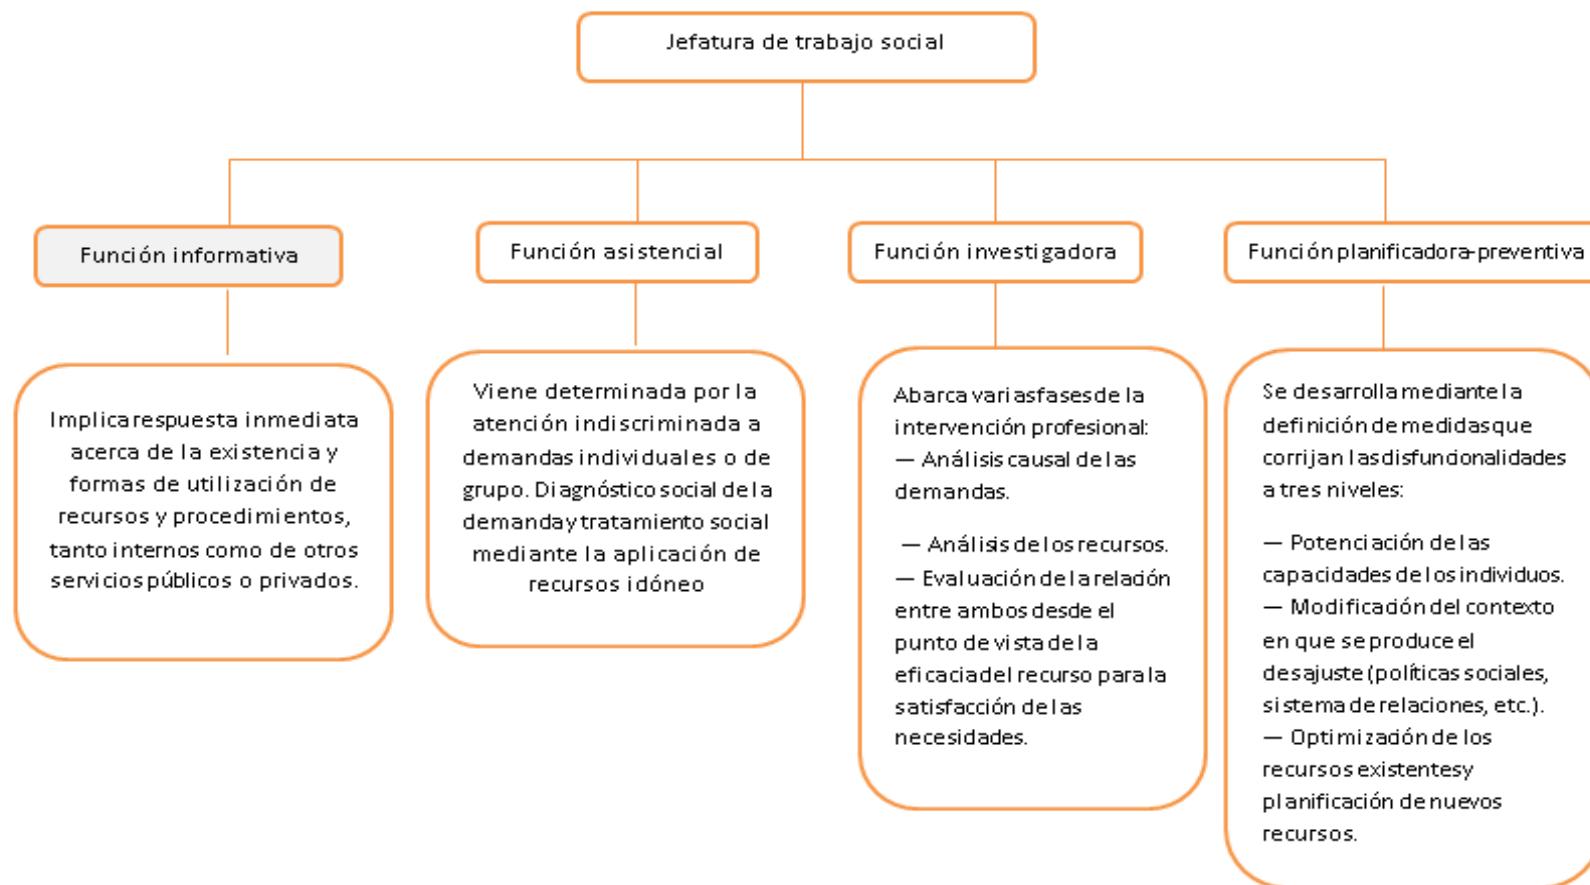 Jefatura de trabajo social
Función informativa
Función asistencial
Función investigadora
Función planificadora-preventiva
Implica respuesta inmediata
acerca de la existencia y
formas de utilización de
recursos y procedimientos,
tanto internos como de otros
servicios públicos o privados.
Viene determinada por la
atención indiscriminada a
demandas individuales o de
grupo. Diagnóstico social de la
demanda y tratamiento social
mediante la aplicación de
recursos idóneo
Abarca varias fases de la
intervención profesional:
— Análisis causal de las
demandas.
— Análisis de los recursos.
— Evaluación de la relación
entre ambos desde el
punto de vista de la
eficacia del recurso para la
satisfacción de las
necesidades.
Se desarrolla mediante la
definición de medidas que
corrijan las disfuncionalidades
a tres niveles:
— Potenciación de las
capacidades de los individuos.
— Modificación del contexto
en que se produce el
desajuste (políticas sociales,
sistema de relaciones, etc.).
— Optimización de los
recursos existentes y
planificación de nuevos
recursos.